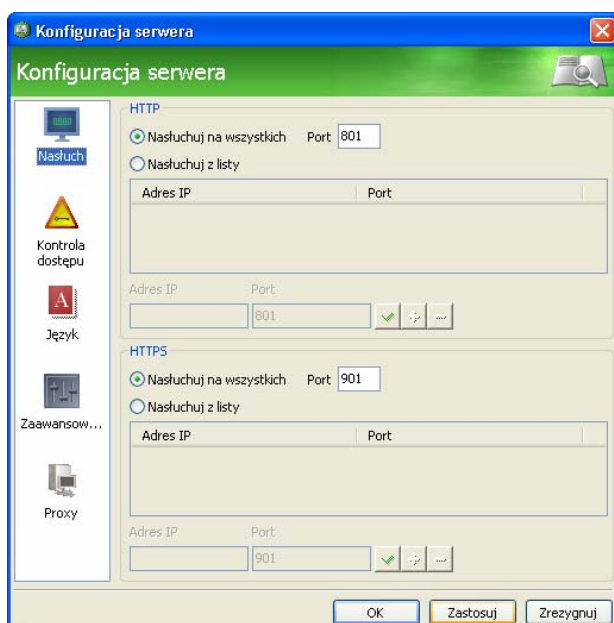 Konfiguracja serwera
Konfiguracja serwera
Nasłuch
Kontrola
dostępu
A
Język
Zaawansow...
Proxy
HTTP
Nasłuchuj na wszystkich Port 801
Nasłuchuj z listy
Adres IP Port
Adres IP Port
801
HTTPS
Nasłuchuj na wszystkich Port 901
Nasłuchuj z listy
Adres IP Port
Adres IP Port
901
OK Zastosuj Zrezygnuj